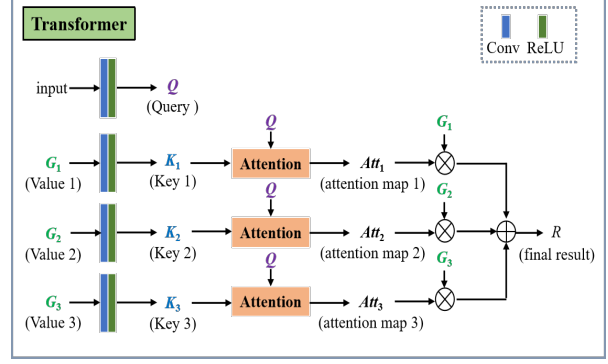 Transformer
Conv ReLU
input Q
(Query )
Q G₁
G₁ K₁ Attention Att₁
(Value 1) (Key 1) (attention map 1)
Q G₂
G₂ K₂ Attention Att₂ R
(Value 2) (Key 2) (attention map 2) (final result)
Q G₃
G₃ K₃ Attention Att₃
(Value 3) (Key 3) (attention map 3)